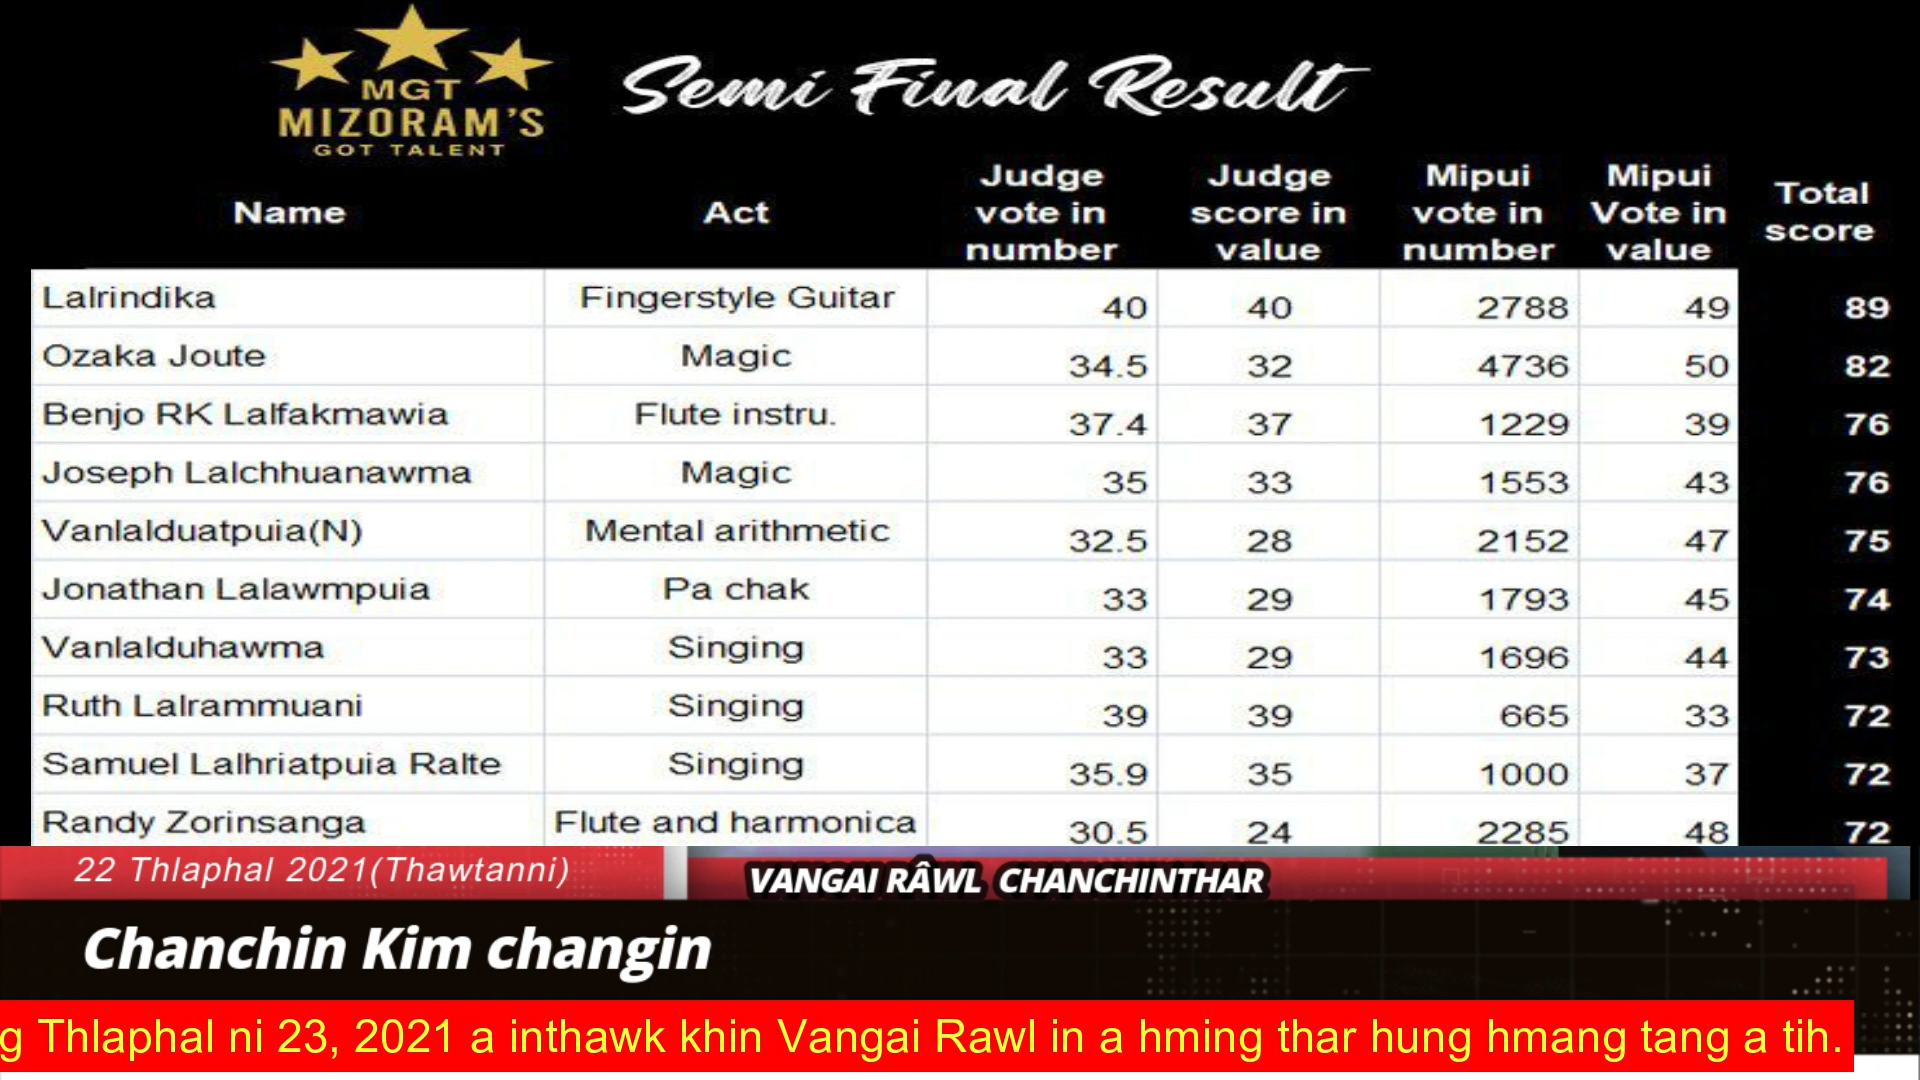 MGT
MIZORAM'S
GOT TALENT
Semi Final Result
Name Act Judge vote in number Judge score in value Mipui vote in number Mipui Vote in value Total score
Lalrindika Fingerstyle Guitar 40 40 2788 49 89
Ozaka Joute Magic 34.5 32 4736 50 82
Benjo RK Lalfakmawia Flute instru. 37.4 37 1229 39 76
Joseph Lalchhuanawma Magic 35 33 1553 43 76
Vanlalduatpuia(N) Mental arithmetic 32.5 28 2152 47 75
Jonathan Lalawmpuia Pa chak 33 29 1793 45 74
Vanlalduhawma Singing 33 29 1696 44 73
Ruth Lalrammuani Singing 39 39 665 33 72
Samuel Lalhriatpuia Ralte Singing 35.9 35 1000 37 72
Randy Zorinsanga Flute and harmonica 30.5 24 2285 48 72
22 Thlaphal 2021(Thawtanni)
VANGAI RÂWL CHANCHINTHAR
Chanchin Kim changin
g Thlaphal ni 23, 2021 a inthawk khin Vangai Rawl in a hming thar hung hmang tang a tih.